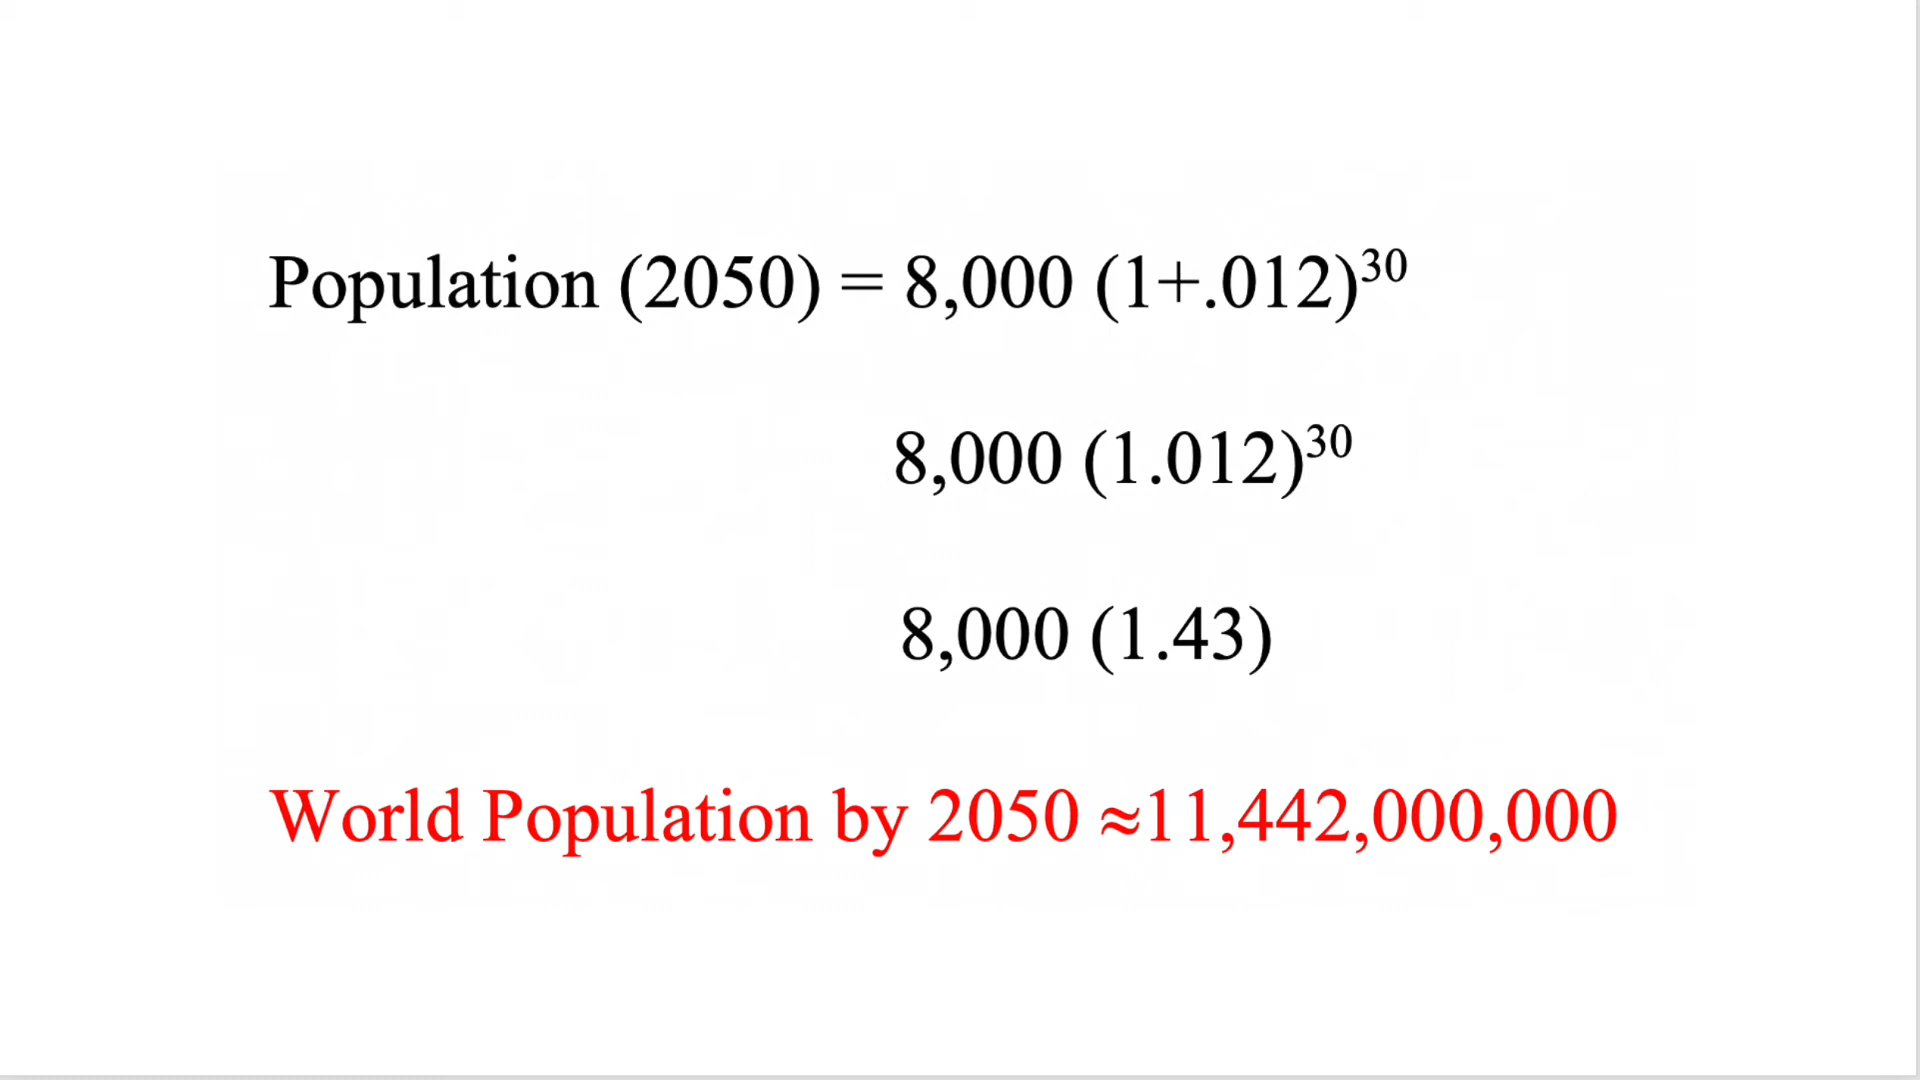 Population (2050) = 8,000 (1+.012)³⁰
8,000 (1.012)³⁰
8,000 (1.43)
World Population by 2050 ≈11,442,000,000